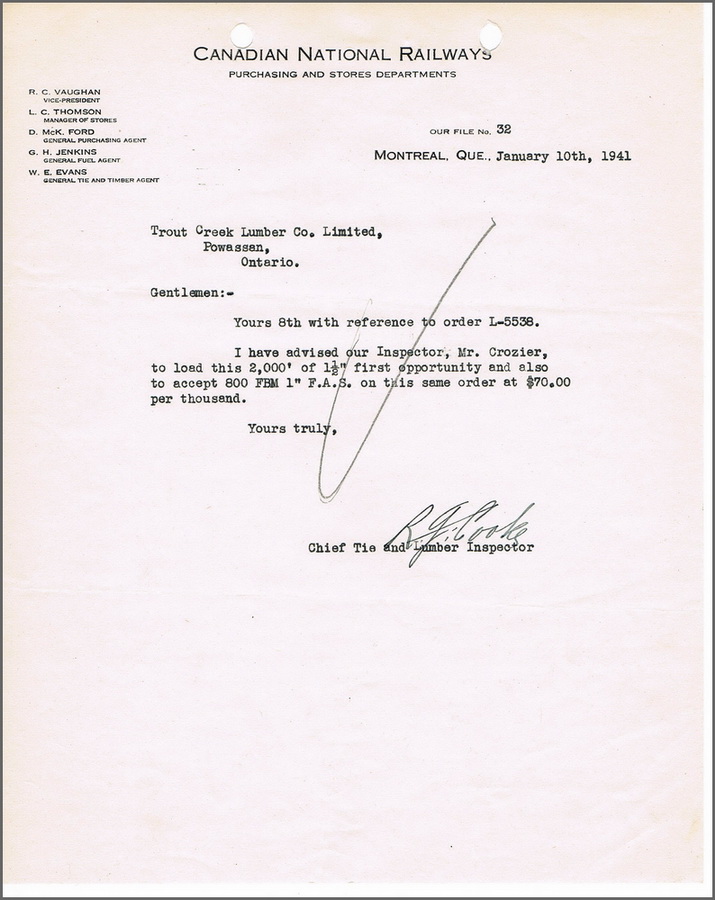 CANADIAN NATIONAL RAILWAYS
PURCHASING AND STORES DEPARTMENTS
R. C. VAUGHAN
VICE-PRESIDENT
L. C. THOMSON
MANAGER OF STORES
D. McK. FORD
GENERAL PURCHASING AGENT
G. H. JENKINS
GENERAL FUEL AGENT
W. E. EVANS
GENERAL TIE AND TIMBER AGENT
OUR FILE No. 32
MONTREAL, QUE., January 10th, 1941
Trout Creek Lumber Co. Limited,
Powassan,
Ontario.
Gentlemen:-
Yours 8th with reference to order L-5538.
I have advised our Inspector, Mr. Crozier,
to load this 2,000' of 1½" first opportunity and also
to accept 800 FBM 1" F.A.S. on this same order at $70.00
per thousand.
Yours truly,
R. J. Cooke
Chief Tie and Lumber Inspector